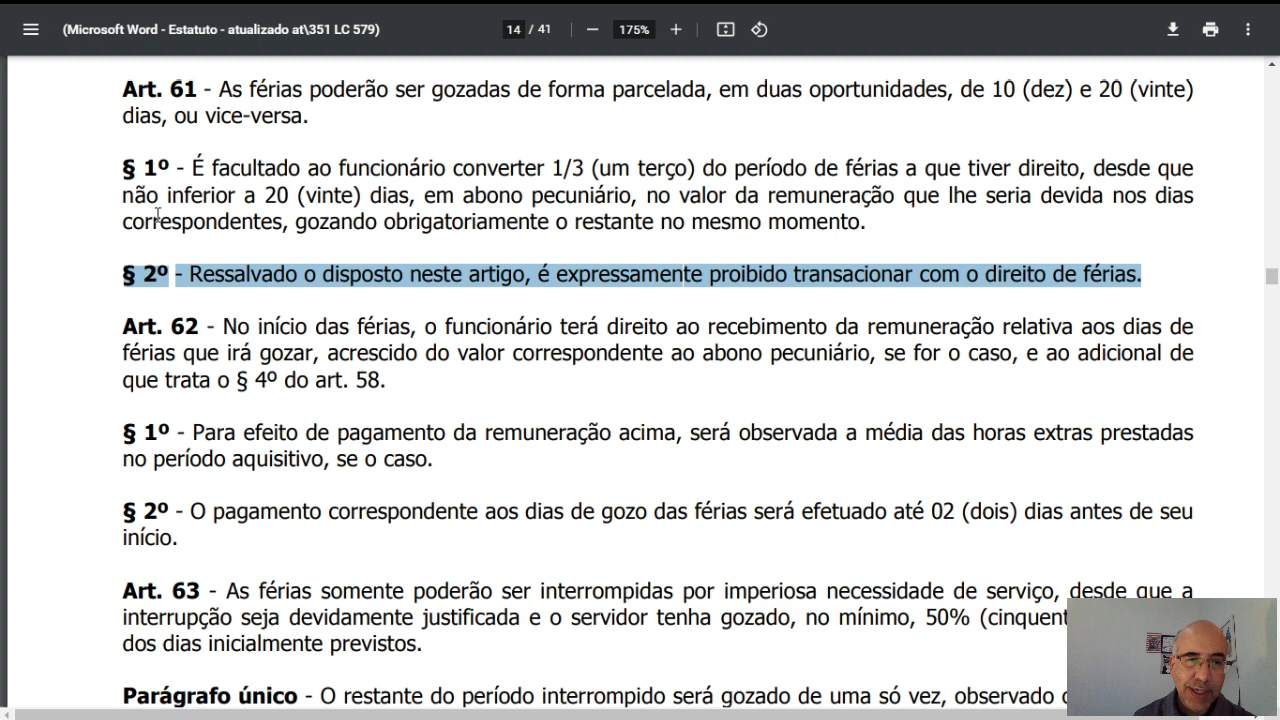 (Microsoft Word - Estatuto - atualizado at\351 LC 579)
14 / 41
175%
Art. 61 - As férias poderão ser gozadas de forma parcelada, em duas oportunidades, de 10 (dez) e 20 (vinte)
dias, ou vice-versa.
§ 1º - É facultado ao funcionário converter 1/3 (um terço) do período de férias a que tiver direito, desde que
não inferior a 20 (vinte) dias, em abono pecuniário, no valor da remuneração que lhe seria devida nos dias
correspondentes, gozando obrigatoriamente o restante no mesmo momento.
§ 2º - Ressalvado o disposto neste artigo, é expressamente proibido transacionar com o direito de férias.
Art. 62 - No início das férias, o funcionário terá direito ao recebimento da remuneração relativa aos dias de
férias que irá gozar, acrescido do valor correspondente ao abono pecuniário, se for o caso, e ao adicional de
que trata o § 4º do art. 58.
§ 1º - Para efeito de pagamento da remuneração acima, será observada a média das horas extras prestadas
no período aquisitivo, se o caso.
§ 2º - O pagamento correspondente aos dias de gozo das férias será efetuado até 02 (dois) dias antes de seu
início.
Art. 63 - As férias somente poderão ser interrompidas por imperiosa necessidade de serviço, desde que a
interrupção seja devidamente justificada e o servidor tenha gozado, no mínimo, 50% (cinquent
dos dias inicialmente previstos.
Parágrafo único - O restante do período interrompido será gozado de uma só vez, observado